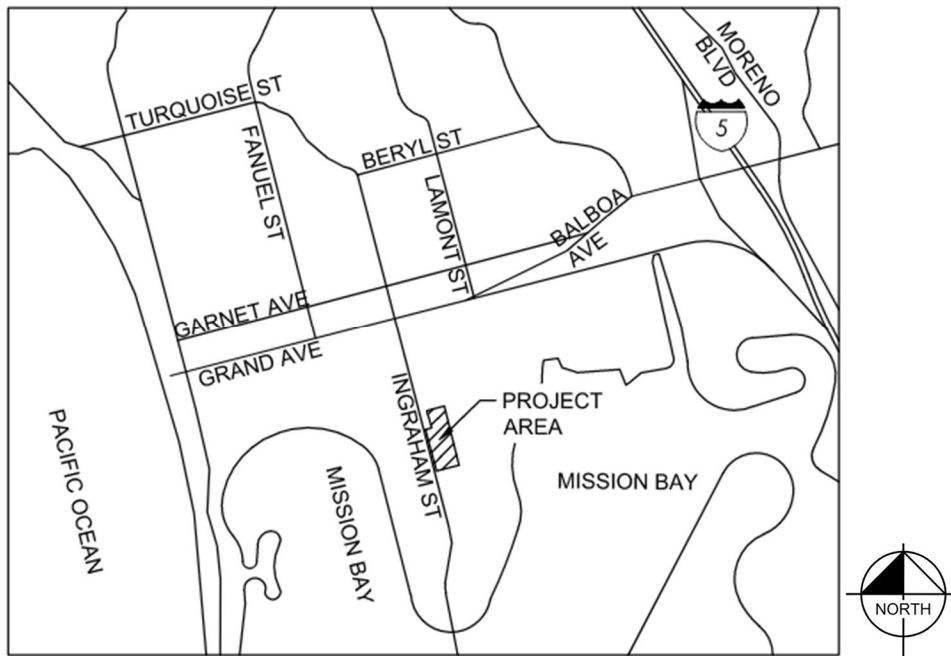 MORENO
BLVD
5
TURQUOISE ST
FANUEL ST
BERYL ST
LAMONT ST
BALBOA
AVE
GARNET AVE
GRAND AVE
INGRAHAM ST
PROJECT
AREA
PACIFIC OCEAN
MISSION BAY
MISSION BAY
NORTH